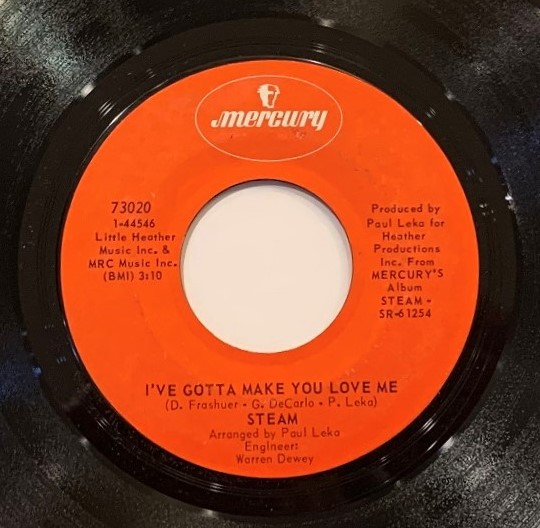 mercury
73020
1-44546
Little Heather
Music Inc. &
MRC Music Inc.
(BMI) 3:10
Produced by
Paul Leka for
Heather
Productions
Inc. From
MERCURY'S
Album
STEAM -
SR-61254
I'VE GOTTA MAKE YOU LOVE ME
(D. Frashuer - G. DeCarlo - P. Leka)
STEAM
Arranged by Paul Leka
Engineer:
Warren Dewey